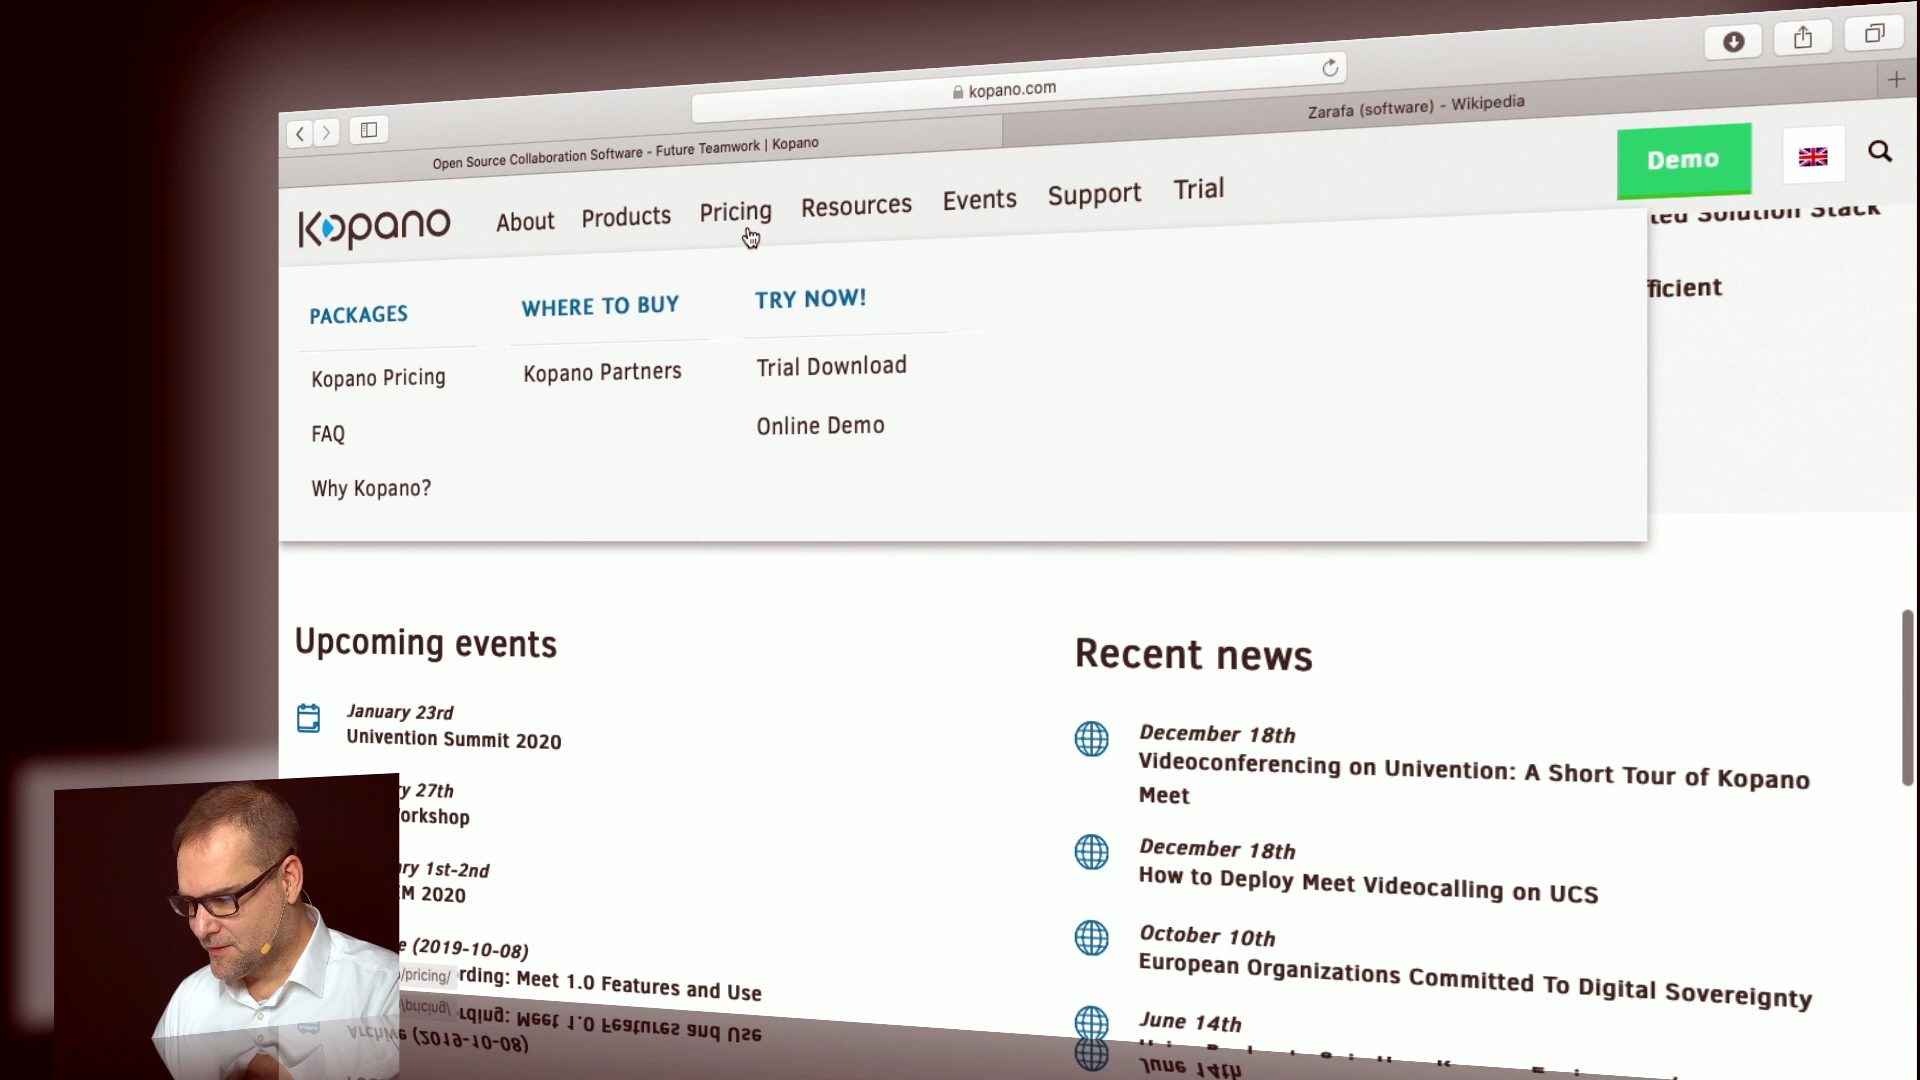 kopano.com
Open Source Collaboration Software - Future Teamwork | Kopano
Zarafa (software) - Wikipedia
Kopano
About
Products
Pricing
Resources
Events
Support
Trial
Demo
Solution Stack
PACKAGES
Kopano Pricing
FAQ
Why Kopano?
WHERE TO BUY
Kopano Partners
TRY NOW!
Trial Download
Online Demo
Upcoming events
January 23rd
Univention Summit 2020
27th
1st-2nd
2020
(2019-10-08)
Meet 1.0 Features and Use
/pricing/
Recent news
December 18th
Videoconferencing on Univention: A Short Tour of Kopano
Meet
December 18th
How to Deploy Meet Videocalling on UCS
October 10th
European Organizations Committed To Digital Sovereignty
June 14th